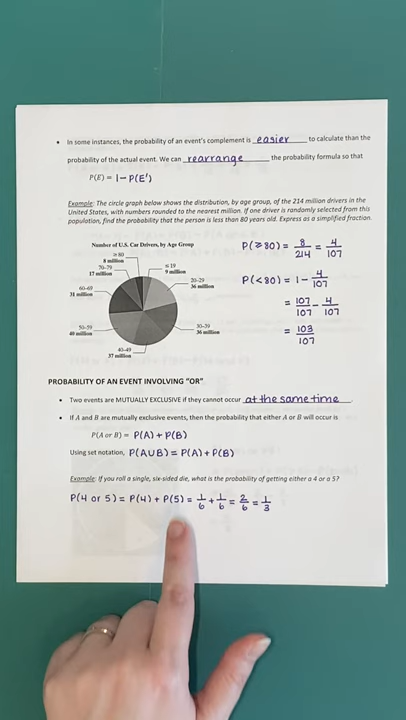 • In some instances, the probability of an event's complement is easier to calculate than the
probability of the actual event. We can rearrange the probability formula so that
P(E) = 1 - P(E')
Example: The circle graph below shows the distribution, by age group, of the 214 million drivers in the
United States, with numbers rounded to the nearest million. If one driver is randomly selected from this
population, find the probability that the person is less than 80 years old. Express as a simplified fraction.
Number of U.S. Car Drivers, by Age Group
≥ 80
8 million
≤ 19
9 million
70–79
17 million
20–29
36 million
60–69
31 million
30–39
36 million
50–59
40 million
40–49
37 million
P(≥80) = 8/214 = 4/107
P(<80) = 1 - 4/107
= 107/107 - 4/107
= 103/107
PROBABILITY OF AN EVENT INVOLVING "OR"
• Two events are MUTUALLY EXCLUSIVE if they cannot occur at the same time.
• If A and B are mutually exclusive events, then the probability that either A or B will occur is
P(A or B) = P(A) + P(B)
Using set notation, P(A∪B) = P(A) + P(B)
Example: If you roll a single, six-sided die, what is the probability of getting either a 4 or a 5?
P(4 or 5) = P(4) + P(5) = 1/6 + 1/6 = 2/6 = 1/3